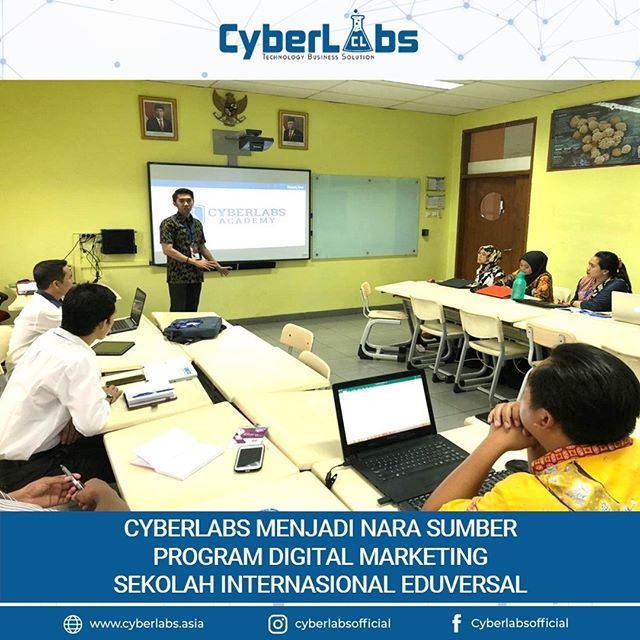 CYBERLABS
TECHNOLOGY BUSINESS SOLUTION
CYBERLABS
ACADEMY
CYBERLABS MENJADI NARA SUMBER
PROGRAM DIGITAL MARKETING
SEKOLAH INTERNASIONAL EDUVERSAL
www.cyberlabs.asia
cyberlabsofficial
Cyberlabsofficial